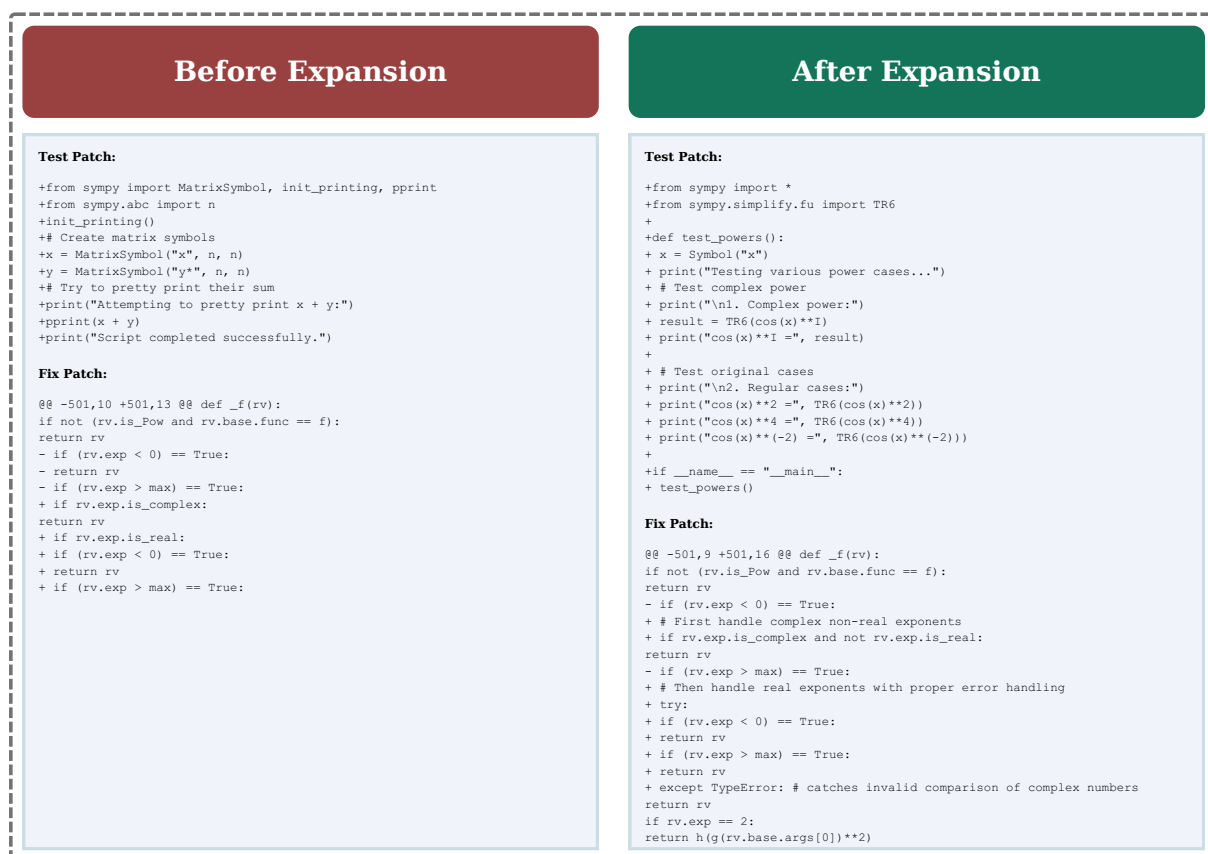 Before Expansion
Test Patch:
+from sympy import MatrixSymbol, init_printing, pprint
+from sympy.abc import n
+init_printing()
+# Create matrix symbols
+x = MatrixSymbol("x", n, n)
+y = MatrixSymbol("y*", n, n)
+# Try to pretty print their sum
+print("Attempting to pretty print x + y:")
+pprint(x + y)
+print("Script completed successfully.")
Fix Patch:
@@ -501,10 +501,13 @@ def _f(rv):
if not (rv.is_Pow and rv.base.func == f):
return rv
- if (rv.exp < 0) == True:
- return rv
- if (rv.exp > max) == True:
+ if rv.exp.is_complex:
return rv
+ if rv.exp.is_real:
+ if (rv.exp < 0) == True:
+ return rv
+ if (rv.exp > max) == True:
After Expansion
Test Patch:
+from sympy import *
+from sympy.simplify.fu import TR6
+
+def test_powers():
+ x = Symbol("x")
+ print("Testing various power cases...")
+ # Test complex power
+ print("\n1. Complex power:")
+ result = TR6(cos(x)**I)
+ print("cos(x)**I =", result)
+
+ # Test original cases
+ print("\n2. Regular cases:")
+ print("cos(x)**2 =", TR6(cos(x)**2))
+ print("cos(x)**4 =", TR6(cos(x)**4))
+ print("cos(x)**(-2) =", TR6(cos(x)**(-2)))
+
+if __name__ == "__main__":
+ test_powers()
Fix Patch:
@@ -501,9 +501,16 @@ def _f(rv):
if not (rv.is_Pow and rv.base.func == f):
return rv
- if (rv.exp < 0) == True:
+ # First handle complex non-real exponents
+ if rv.exp.is_complex and not rv.exp.is_real:
return rv
- if (rv.exp > max) == True:
+ # Then handle real exponents with proper error handling
+ try:
+ if (rv.exp < 0) == True:
+ return rv
+ if (rv.exp > max) == True:
+ return rv
+ except TypeError: # catches invalid comparison of complex numbers
return rv
if rv.exp == 2:
return h(g(rv.base.args[0])**2)